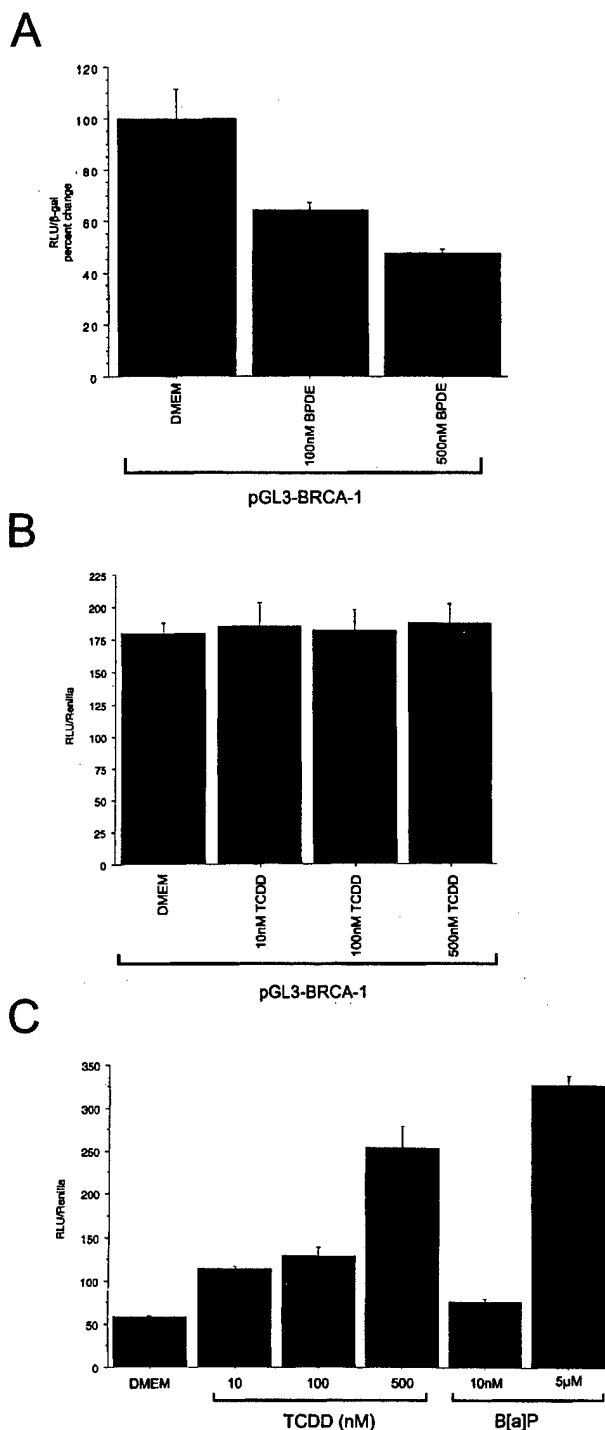 A
RLU/β-gal
percent change
120
100
80
60
40
20
0
DMEM
100nM BPDE
500nM BPDE
pGL3-BRCA-1
B
RLU/Renilla
225
200
175
150
125
100
75
50
25
0
DMEM
10nM TCDD
100nM TCDD
500nM TCDD
pGL3-BRCA-1
C
RLU/Renilla
350
300
250
200
150
100
50
0
DMEM
10
100
500
10nM
5µM
TCDD (nM)
B[a]P